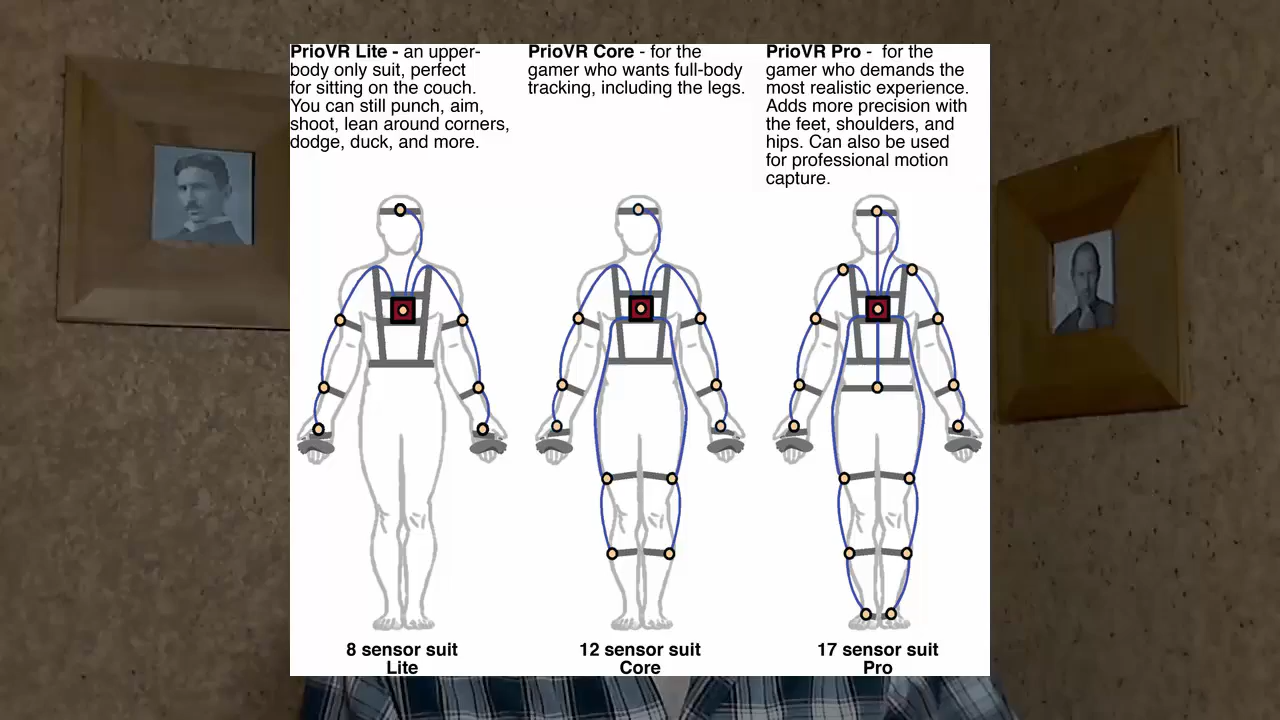 PrioVR Lite - an upper-
body only suit, perfect
for sitting on the couch.
You can still punch, aim,
shoot, lean around corners,
dodge, duck, and more.
PrioVR Core - for the
gamer who wants full-body
tracking, including the legs.
PrioVR Pro - for the
gamer who demands the
most realistic experience.
Adds more precision with
the feet, shoulders, and
hips. Can also be used
for professional motion
capture.
8 sensor suit
Lite
12 sensor suit
Core
17 sensor suit
Pro